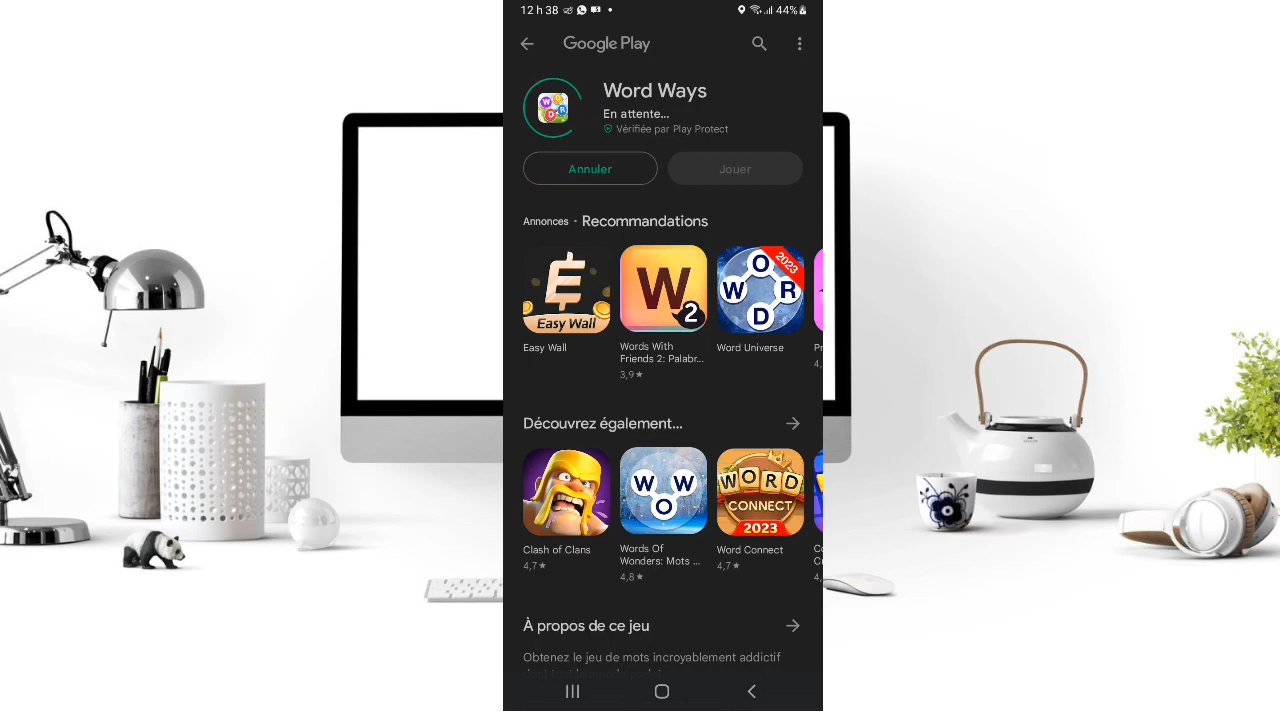 12 h 38
44%
Google Play
Word Ways
En attente...
Vérifiée par Play Protect
Annuler
Jouer
Annonces • Recommandations
Easy Wall
W
2
2023
W O R D
Easy Wall
Words With
Friends 2: Palabr...
3,9★
Word Universe
Pr
4,
Découvrez également...
W W O
WORD
CONNECT
2023
Clash of Clans
4,7★
Words Of
Wonders: Mots ...
4,8★
Word Connect
4,7★
C
4,
À propos de ce jeu
Obtenez le jeu de mots incroyablement addictif